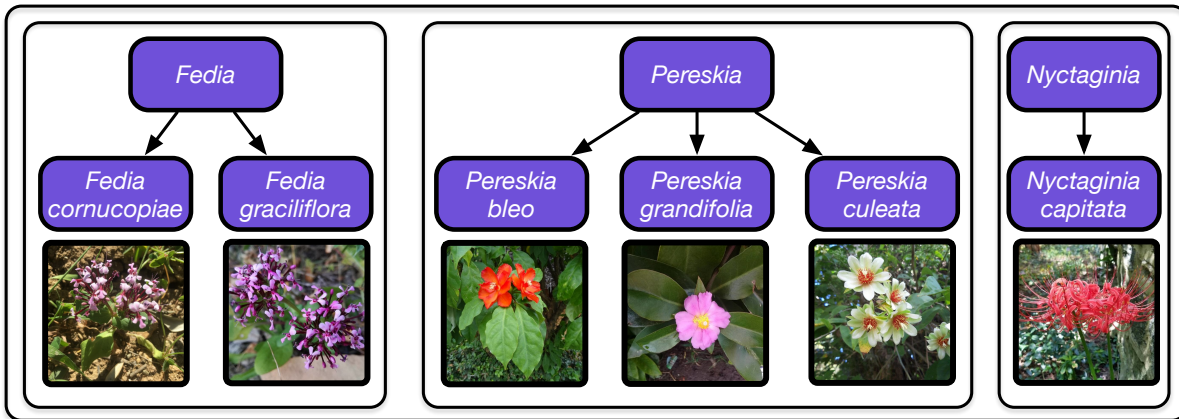 Fedia
Pereskia
Nyctaginia
Fedia
cornucopiae
Fedia
graciliflora
Pereskia
bleo
Pereskia
grandifolia
Pereskia
culeata
Nyctaginia
capitata